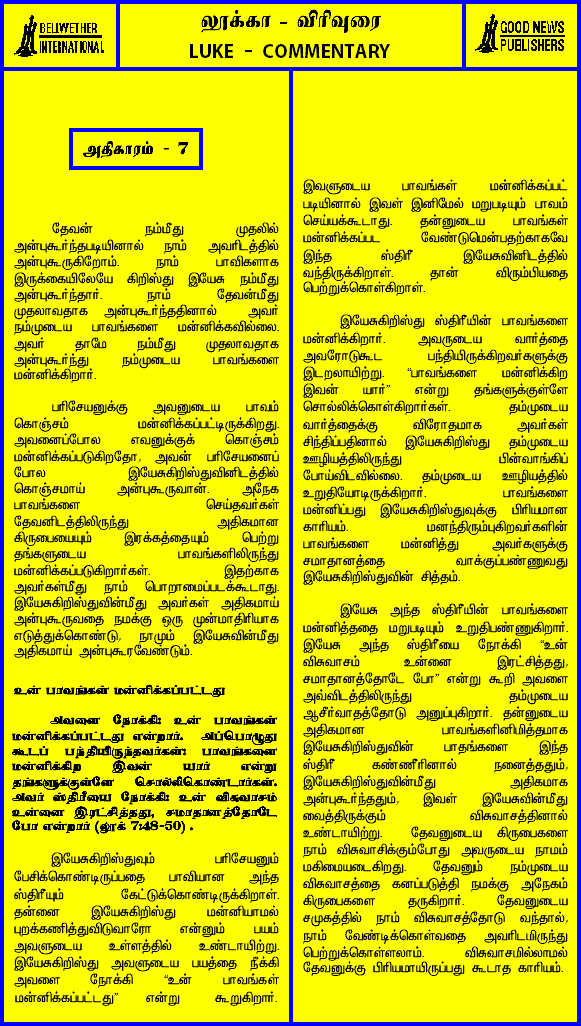 BELWETHER
INTERNATIONAL
லூக்கா - விரிவுரை
LUKE - COMMENTARY
GOOD NEWS
PUBLISHERS
அதிகாரம் - 7
தேவன் நம்மீது முதலில்
அன்புகூர்ந்தபடியினால் நாம் அவரிடத்தில்
அன்புகூருகிறோம். நாம் பாவிகளாக
இருக்கையிலேயே கிறிஸ்து இயேசு நம்மீது
அன்புகூர்ந்தார். நாம் தேவன்மீது
முதலாவதாக அன்புகூர்ந்ததினால் அவர்
நம்முடைய பாவங்களை மன்னிக்கவில்லை.
அவர் தாமே நம்மீது முதலாவதாக
அன்புகூர்ந்து நம்முடைய பாவங்களை
மன்னிக்கிறார்.
பரிசேயனுக்கு அவனுடைய பாவம்
கொஞ்சம் மன்னிக்கப்பட்டிருக்கிறது.
அவனைப்போல எவனுக்குக் கொஞ்சம்
மன்னிக்கப்படுகிறதோ, அவன் பரிசேயனைப்
போல இயேசுகிறிஸ்துவினிடத்தில்
கொஞ்சமாய் அன்புகூருவான். அநேக
பாவங்களை செய்தவர்கள்
தேவனிடத்திலிருந்து அதிகமான
கிருபையையும் இரக்கத்தையும் பெற்று
தங்களுடைய பாவங்களிலிருந்து
மன்னிக்கப்படுகிறார்கள். இதற்காக
அவர்கள்மீது நாம் பொறாமைப்படக்கூடாது.
இயேசுகிறிஸ்துவின்மீது அவர்கள் அதிகமாய்
அன்புகூருவதை நமக்கு ஒரு முன்மாதிரியாக
எடுத்துக்கொண்டு, நாமும் இயேசுவின்மீது
அதிகமாய் அன்புகூரவேண்டும்.
உன் பாவங்கள் மன்னிக்கப்பட்டது
அவளை நோக்கி: உன் பாவங்கள்
மன்னிக்கப்பட்டது என்றார். அப்பொழுது
கூடப் பந்தியிருந்தவர்கள்: பாவங்களை
மன்னிக்கிற இவன் யார் என்று
தங்களுக்குள்ளே சொல்லிகொண்டார்கள்.
அவர் ஸ்திரீயை நோக்கி: உன் விசுவாசம்
உன்னை இரட்சித்தது, சமாதானத்தோடே
போ என்றார் (லூக் 7:48-50) .
இயேசுகிறிஸ்துவும் பரிசேயனும்
பேசிக்கொண்டிருப்பதை பாவியான அந்த
ஸ்திரீயும் கேட்டுக்கொண்டிருக்கிறாள்.
தன்னை இயேசுகிறிஸ்து மன்னியாமல்
புறக்கணித்துவிடுவாரோ என்னும் பயம்
அவளுடைய உள்ளத்தில் உண்டாயிற்று.
இயேசுகிறிஸ்து அவளுடைய பயத்தை நீக்கி
அவளை நோக்கி “உன் பாவங்கள்
மன்னிக்கப்பட்டது” என்று கூறுகிறார்.
இவளுடைய பாவங்கள் மன்னிக்கப்பட்
படியினால் இவள் இனிமேல் மறுபடியும் பாவம்
செய்யக்கூடாது. தன்னுடைய பாவங்கள்
மன்னிக்கப்பட வேண்டுமென்பதற்காகவே
இந்த ஸ்திரீ இயேசுவினிடத்தில்
வந்திருக்கிறாள். தான் விரும்பியதை
பெற்றுக்கொள்கிறாள்.
இயேசுகிறிஸ்து ஸ்திரீயின் பாவங்களை
மன்னிக்கிறார். அவருடைய வார்த்தை
அவரோடுகூட பந்தியிருக்கிறவர்களுக்கு
இடறலாயிற்று. “பாவங்களை மன்னிக்கிற
இவன் யார்” என்று தங்களுக்குள்ளே
சொல்லிக்கொள்கிறார்கள். தம்முடைய
வார்த்தைக்கு விரோதமாக அவர்கள்
சிந்திப்பதினால் இயேசுகிறிஸ்து தம்முடைய
ஊழியத்திலிருந்து பின்வாங்கிப்
போய்விடவில்லை. தம்முடைய ஊழியத்தில்
உறுதியோடிருக்கிறார். பாவங்களை
மன்னிப்பது இயேசுகிறிஸ்துவுக்கு பிரியமான
காரியம். மனந்திரும்புகிறவர்களின்
பாவங்களை மன்னித்து அவர்களுக்கு
சமாதானத்தை வாக்குப்பண்ணுவது
இயேசுகிறிஸ்துவின் சித்தம்.
இயேசு அந்த ஸ்திரீயின் பாவங்களை
மன்னித்ததை மறுபடியும் உறுதிபண்ணுகிறார்.
இயேசு அந்த ஸ்திரீயை நோக்கி “உன்
விசுவாசம் உன்னை இரட்சித்தது,
சமாதானத்தோடே போ” என்று கூறி அவளை
அவ்விடத்திலிருந்து தம்முடைய
ஆசீர்வாதத்தோடு அனுப்புகிறார். தன்னுடைய
அதிகமான பாவங்களினிமித்தமாக
இயேசுகிறிஸ்துவின் பாதங்களை இந்த
ஸ்திரீ கண்ணீரினால் நனைத்ததும்,
இயேசுகிறிஸ்துவின்மீது அதிகமாக
அன்புகூர்ந்ததும், இவள் இயேசுவின்மீது
வைத்திருக்கும் விசுவாசத்தினால்
உண்டாயிற்று. தேவனுடைய கிருபைகளை
நாம் விசுவாசிக்கும்போது அவருடைய நாமம்
மகிமையடைகிறது. தேவனும் நம்முடைய
விசுவாசத்தை கனப்படுத்தி நமக்கு அநேகம்
கிருபைகளை தருகிறார். தேவனுடைய
சமுகத்தில் நாம் விசுவாசத்தோடு வந்தால்,
நாம் வேண்டிக்கொள்வதை அவரிடமிருந்து
பெற்றுக்கொள்ளலாம். விசுவாசமில்லாமல்
தேவனுக்கு பிரியமாயிருப்பது கூடாத காரியம்.